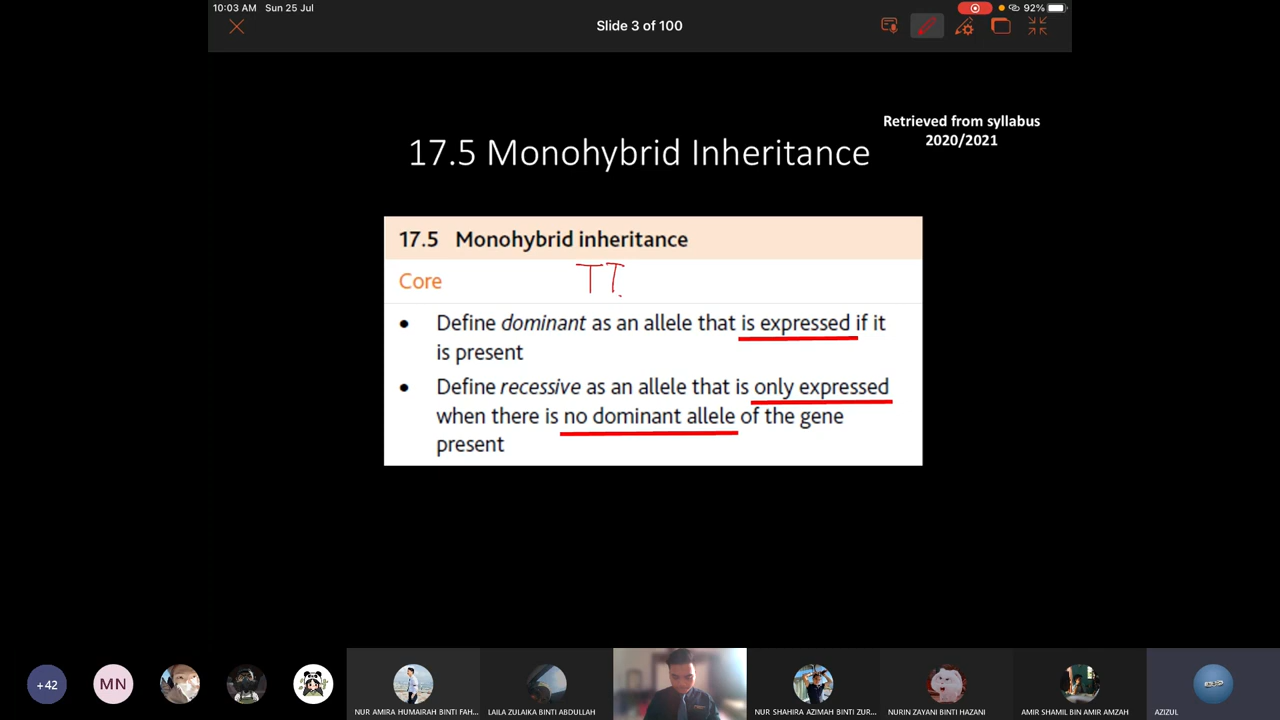 10:03 AM Sun 25 Jul
92%
Slide 3 of 100
Retrieved from syllabus
2020/2021
17.5 Monohybrid Inheritance
17.5 Monohybrid inheritance
Core
TT
• Define dominant as an allele that is expressed if it
is present
• Define recessive as an allele that is only expressed
when there is no dominant allele of the gene
present
+42
MN
NUR AMIRA HUMAIRAH BINTI FAH...
LAILA ZULAIKA BINTI ABDULLAH
NUR SHAHIRA AZIMAH BINTI ZUR...
NURIN ZAYANI BINTI HAZANI
AMIR SHAMIL BIN AMIR AMZAH
AZIZUL